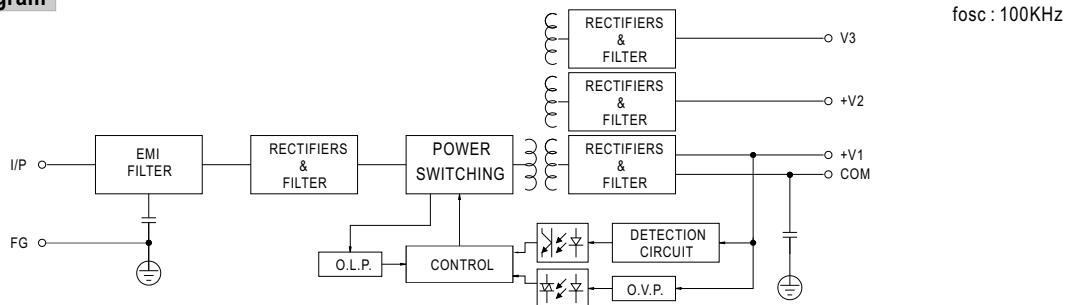 fosc : 100KHz
RECTIFIERS
&
FILTER
V3
RECTIFIERS
&
FILTER
+V2
I/P
EMI
FILTER
RECTIFIERS
&
FILTER
POWER
SWITCHING
RECTIFIERS
&
FILTER
+V1
COM
FG
O.L.P.
CONTROL
DETECTION
CIRCUIT
O.V.P.